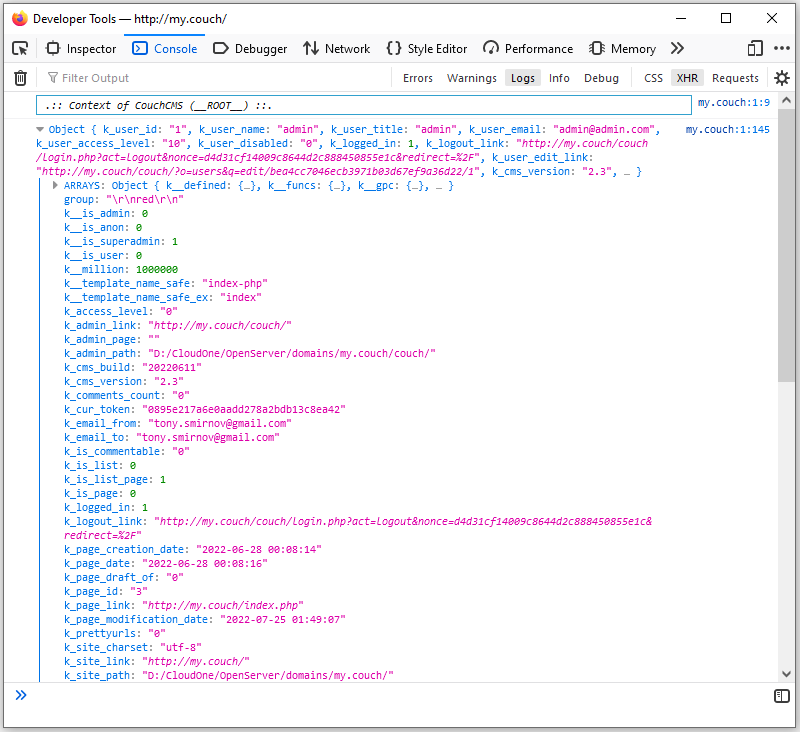 Developer Tools — http://my.couch/
Inspector Console Debugger Network Style Editor Performance Memory
Filter Output Errors Warnings Logs Info Debug CSS XHR Requests
.:: Context of CouchCMS (__ROOT__) ::. my.couch:1:9
Object { k_user_id: "1", k_user_name: "admin", k_user_title: "admin", k_user_email: "admin@admin.com", my.couch:1:145
k_user_access_level: "10", k_user_disabled: "0", k_logged_in: 1, k_logout_link: "http://my.couch/couch
/login.php?act=logout&nonce=d4d31cf14009c8644d2c888450855e1c&redirect=%2F", k_user_edit_link:
"http://my.couch/couch/?o=users&q=edit/bea4cc7046ecb3971b03d67ef9a36d22/1", k_cms_version: "2.3", … }
ARRAYS: Object { k__defined: {…}, k__funcs: {…}, k__gpc: {…}, … }
group: "\r\nred\r\n"
k__is_admin: 0
k__is_anon: 0
k__is_superadmin: 1
k__is_user: 0
k__million: 1000000
k__template_name_safe: "index-php"
k__template_name_safe_ex: "index"
k_access_level: "0"
k_admin_link: "http://my.couch/couch/"
k_admin_page: ""
k_admin_path: "D:/CloudOne/OpenServer/domains/my.couch/couch/"
k_cms_build: "20220611"
k_cms_version: "2.3"
k_comments_count: "0"
k_cur_token: "0895e217a6e0aadd278a2bdb13c8ea42"
k_email_from: "tony.smirnov@gmail.com"
k_email_to: "tony.smirnov@gmail.com"
k_is_commentable: "0"
k_is_list: 0
k_is_list_page: 1
k_is_page: 0
k_logged_in: 1
k_logout_link: "http://my.couch/couch/login.php?act=logout&nonce=d4d31cf14009c8644d2c888450855e1c&
redirect=%2F"
k_page_creation_date: "2022-06-28 00:08:14"
k_page_date: "2022-06-28 00:08:16"
k_page_draft_of: "0"
k_page_id: "3"
k_page_link: "http://my.couch/index.php"
k_page_modification_date: "2022-07-25 01:49:07"
k_prettyurls: "0"
k_site_charset: "utf-8"
k_site_link: "http://my.couch/"
k_site_path: "D:/CloudOne/OpenServer/domains/my.couch/"